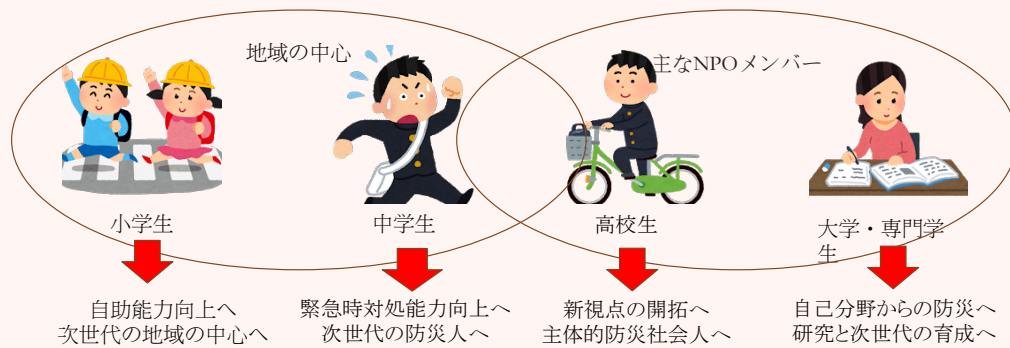 地域の中心
主なNPOメンバー
小学生
中学生
高校生
大学・専門学
生
自助能力向上へ
次世代の地域の中心へ
緊急時対処能力向上へ
次世代の防災人へ
新視点の開拓へ
主体的防災社会人へ
自己分野からの防災へ
研究と次世代の育成へ